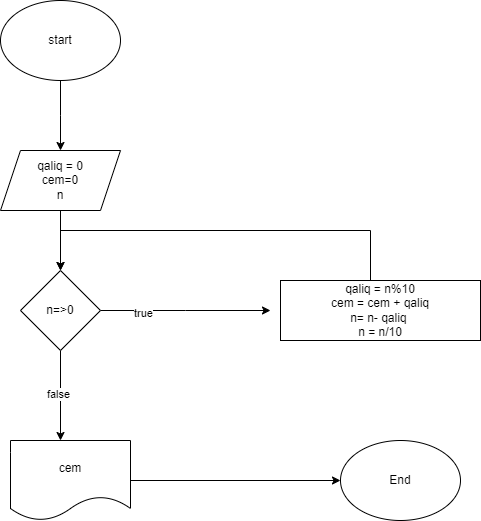 start
qaliq = 0
cem=0
n
n=>0
true
qaliq = n%10
cem = cem + qaliq
n= n- qaliq
n = n/10
false
cem
End